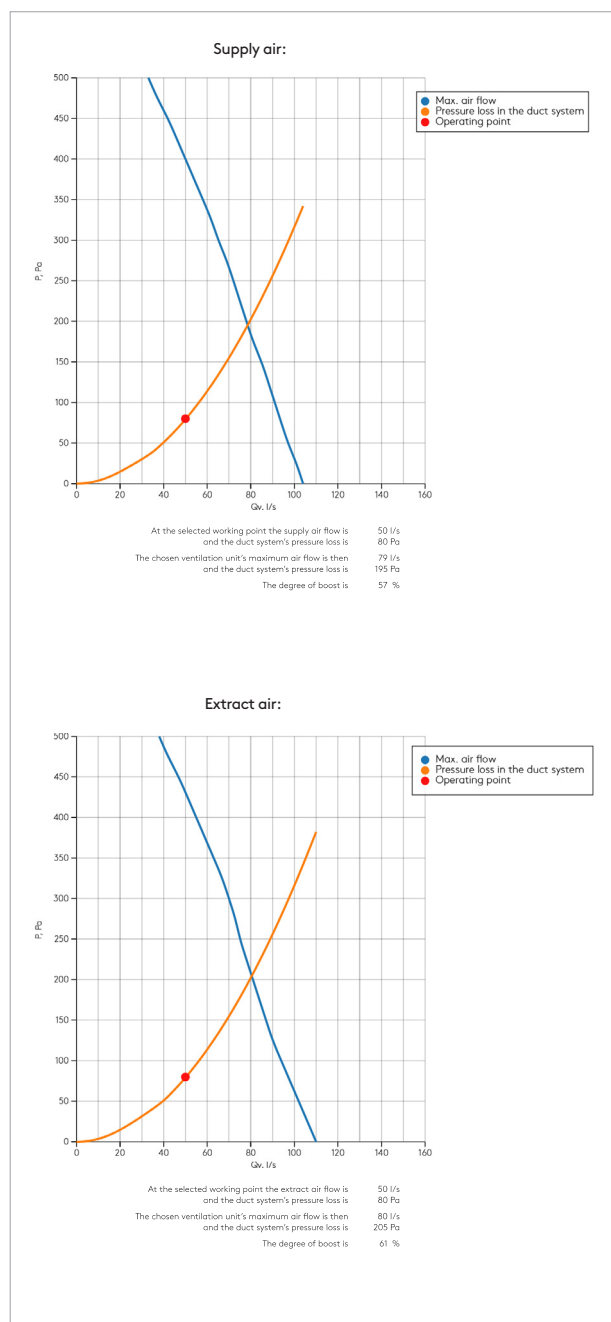 Supply air:
500
450
400
350
300
250
200
150
100
50
0
P, Pa
0 20 40 60 80 100 120 140 160
Qv. l/s
Max. air flow
Pressure loss in the duct system
Operating point
At the selected working point the supply air flow is 50 l/s
and the duct system's pressure loss is 80 Pa
The chosen ventilation unit's maximum air flow is then 79 l/s
and the duct system's pressure loss is 195 Pa
The degree of boost is 57 %
Extract air:
500
450
400
350
300
250
200
150
100
50
0
P, Pa
0 20 40 60 80 100 120 140 160
Qv. l/s
Max. air flow
Pressure loss in the duct system
Operating point
At the selected working point the extract air flow is 50 l/s
and the duct system's pressure loss is 80 Pa
The chosen ventilation unit's maximum air flow is then 80 l/s
and the duct system's pressure loss is 205 Pa
The degree of boost is 61 %